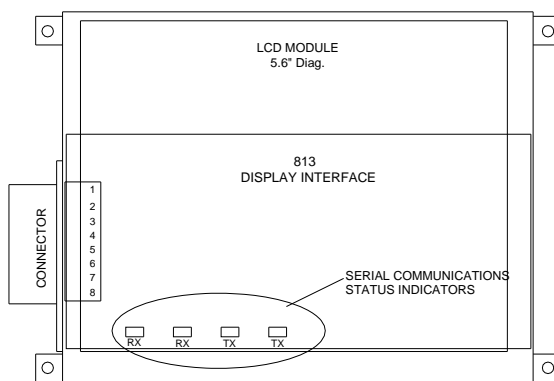 LCD MODULE
5.6" Diag.
813
DISPLAY INTERFACE
CONNECTOR
1
2
3
4
5
6
7
8
SERIAL COMMUNICATIONS
STATUS INDICATORS
RX
RX
TX
TX